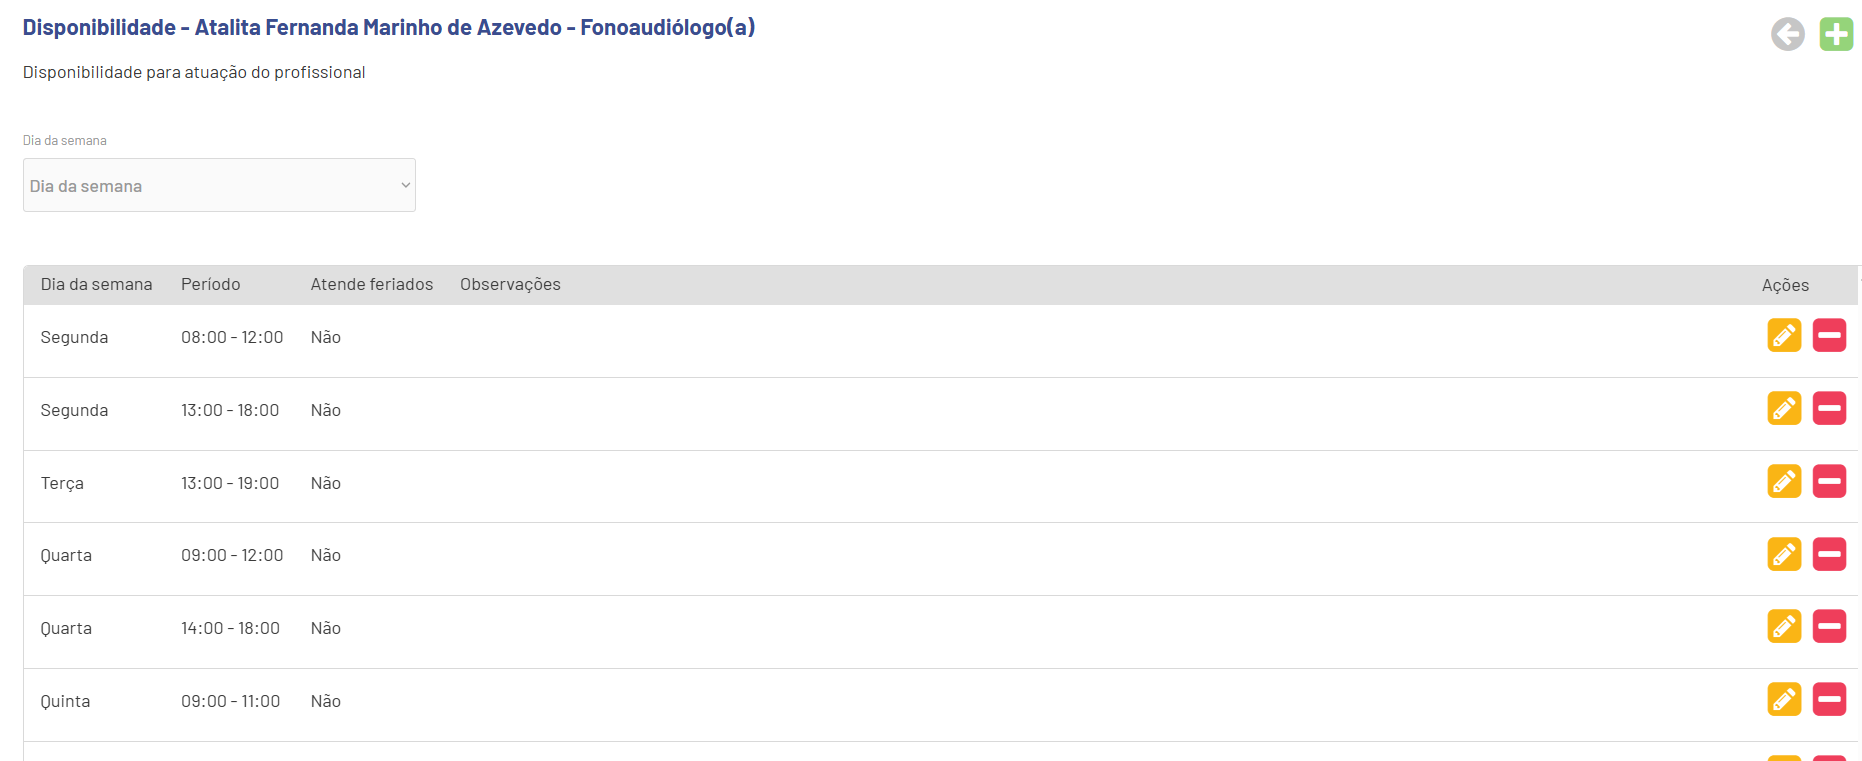 Disponibilidade - Atalita Fernanda Marinho de Azevedo - Fonoaudiólogo(a)
Disponibilidade para atuação do profissional
Dia da semana
Dia da semana
Dia da semana Período Atende feriados Observações Ações
Segunda 08:00 - 12:00 Não
Segunda 13:00 - 18:00 Não
Terça 13:00 - 19:00 Não
Quarta 09:00 - 12:00 Não
Quarta 14:00 - 18:00 Não
Quinta 09:00 - 11:00 Não